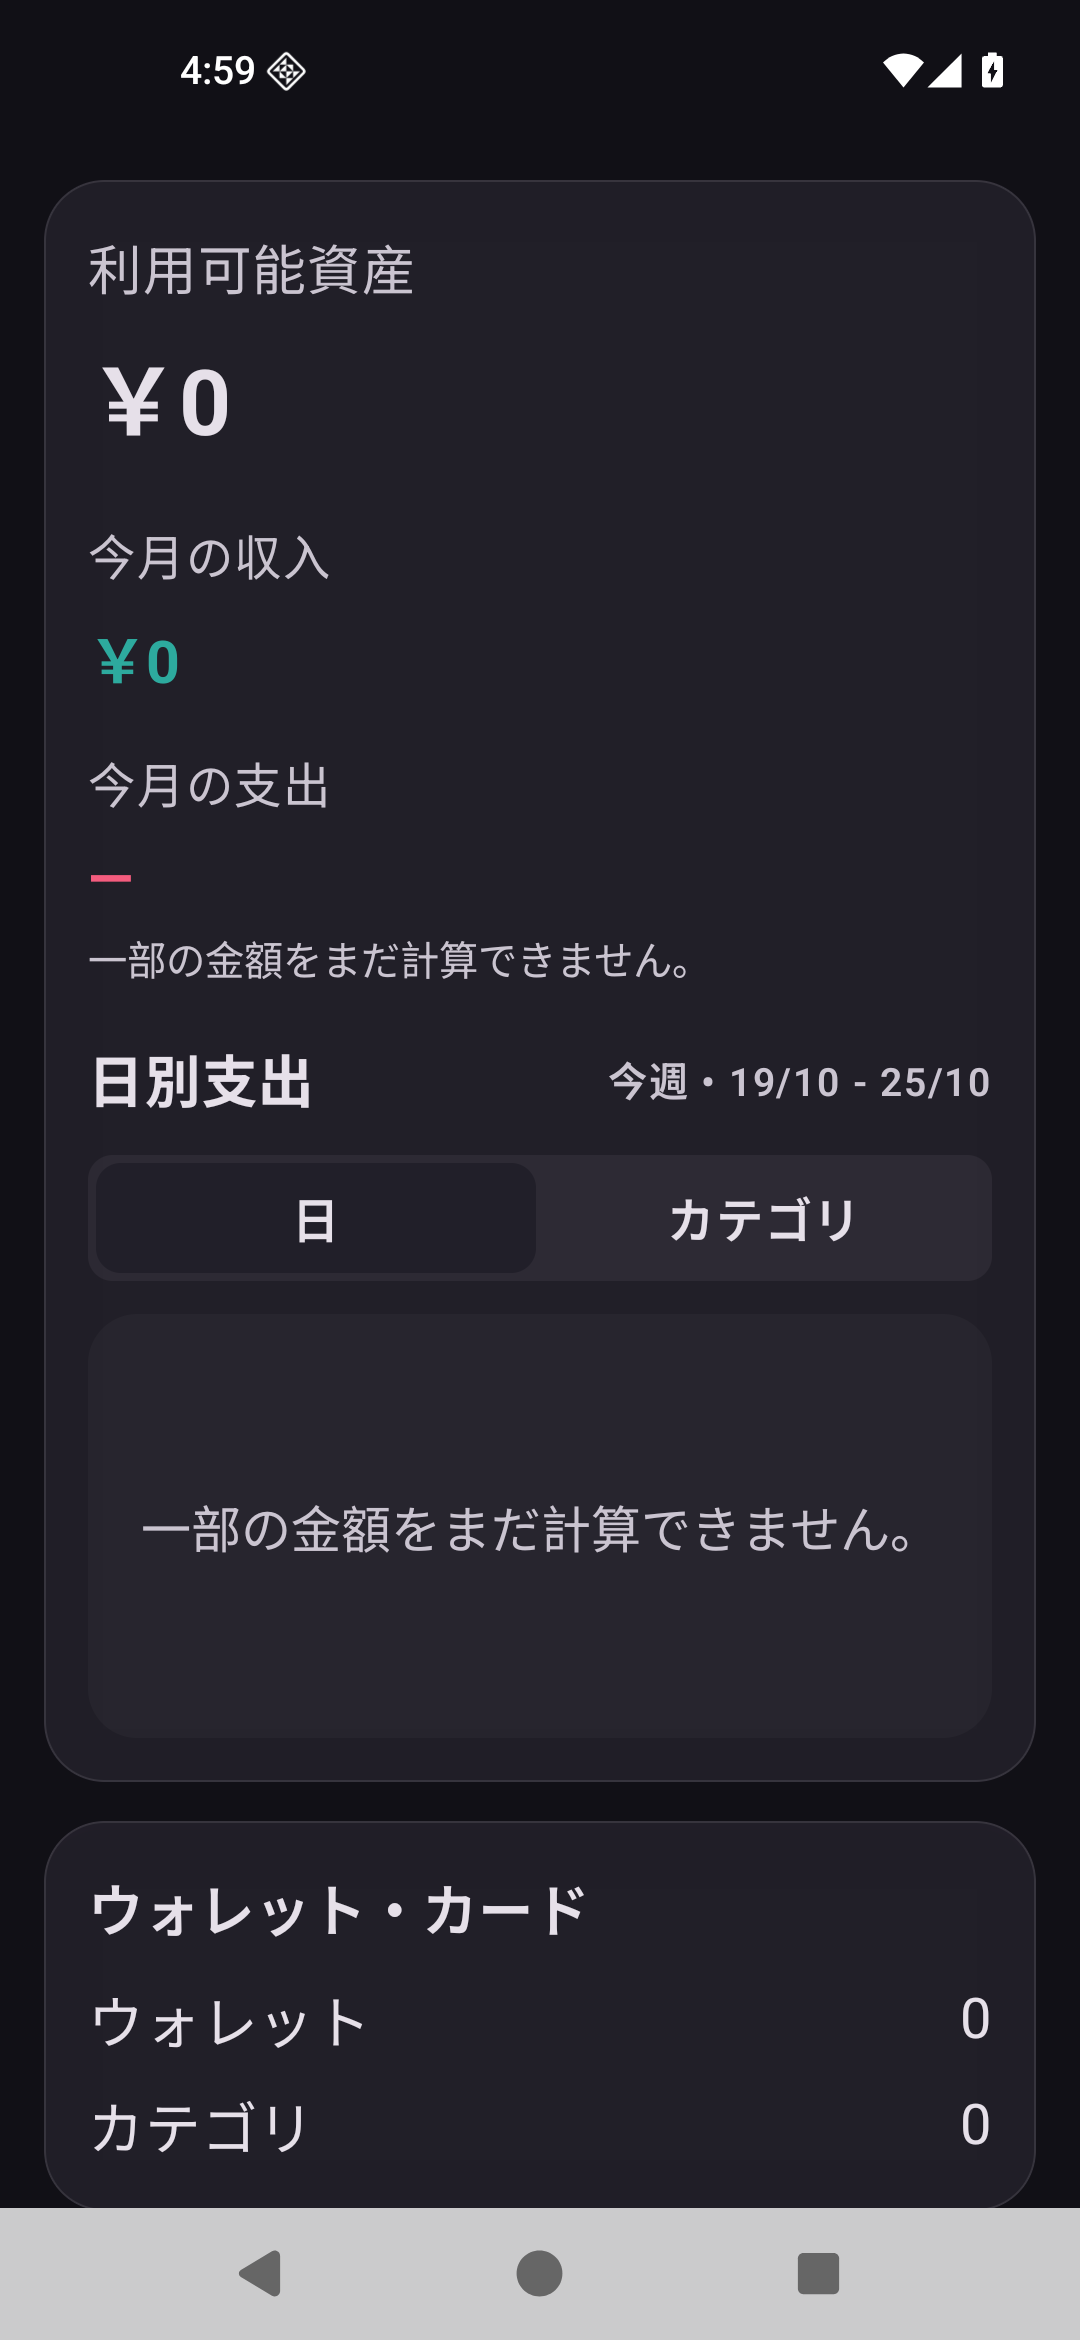 4:59
利用可能資産
￥0
今月の収入
￥0
今月の支出
—
一部の金額をまだ計算できません。
日別支出
今週・19/10 - 25/10
日
カテゴリ
一部の金額をまだ計算できません。
ウォレット・カード
ウォレット 0
カテゴリ 0